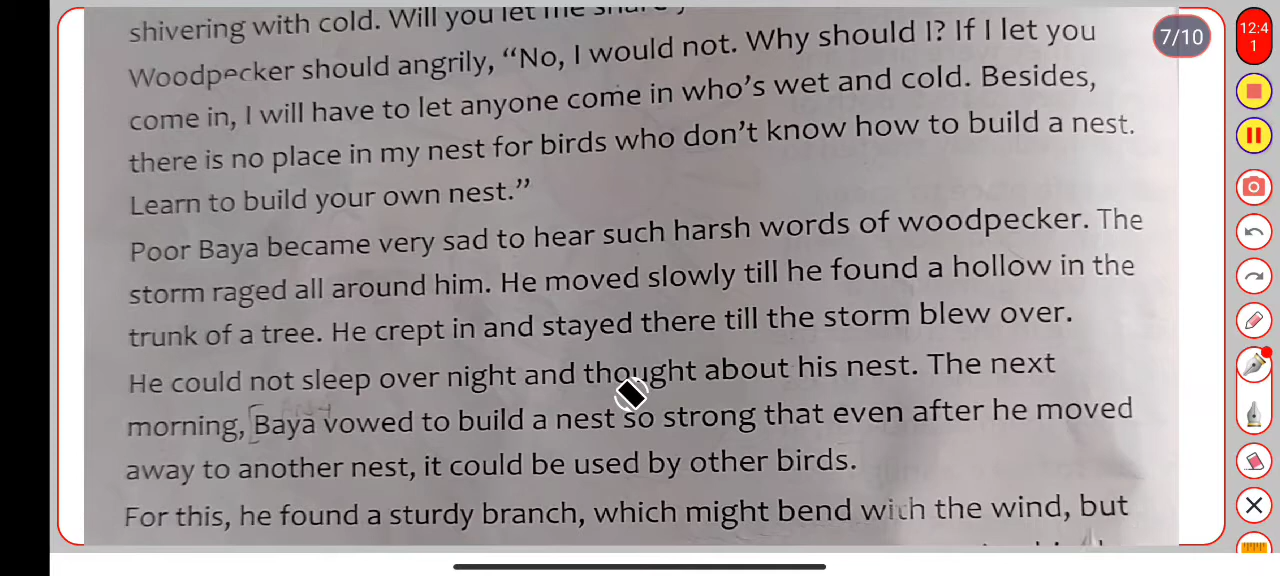 shivering with cold. Will you let me share
Woodpecker should angrily, “No, I would not. Why should I? If I let you
come in, I will have to let anyone come in who’s wet and cold. Besides,
there is no place in my nest for birds who don’t know how to build a nest.
Learn to build your own nest.”
Poor Baya became very sad to hear such harsh words of woodpecker. The
storm raged all around him. He moved slowly till he found a hollow in the
trunk of a tree. He crept in and stayed there till the storm blew over.
He could not sleep over night and thought about his nest. The next
morning, Baya vowed to build a nest so strong that even after he moved
away to another nest, it could be used by other birds.
For this, he found a sturdy branch, which might bend with the wind, but
7/10
12:4
1